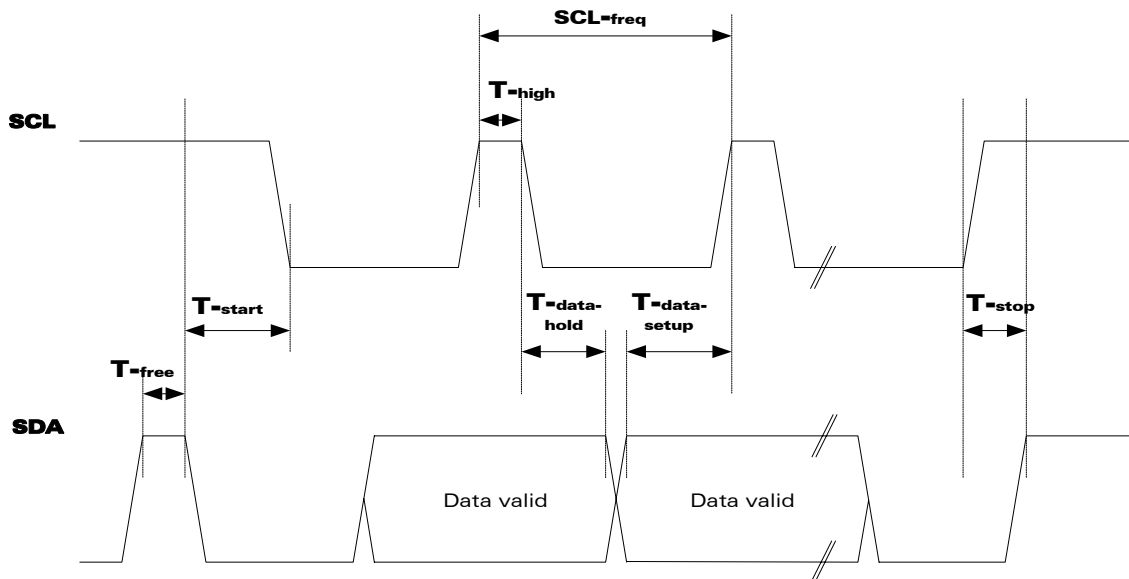 SCL-freq
T-high
SCL
T-start
T-data-
hold
T-data-
setup
T-stop
T-free
SDA
Data valid
Data valid